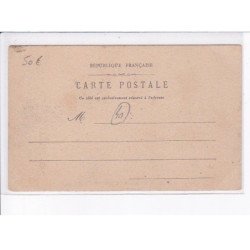 50€
RÉPUBLIQUE FRANÇAISE
CARTE POSTALE
Ce côté est exclusivement réservé à l'adresse
M